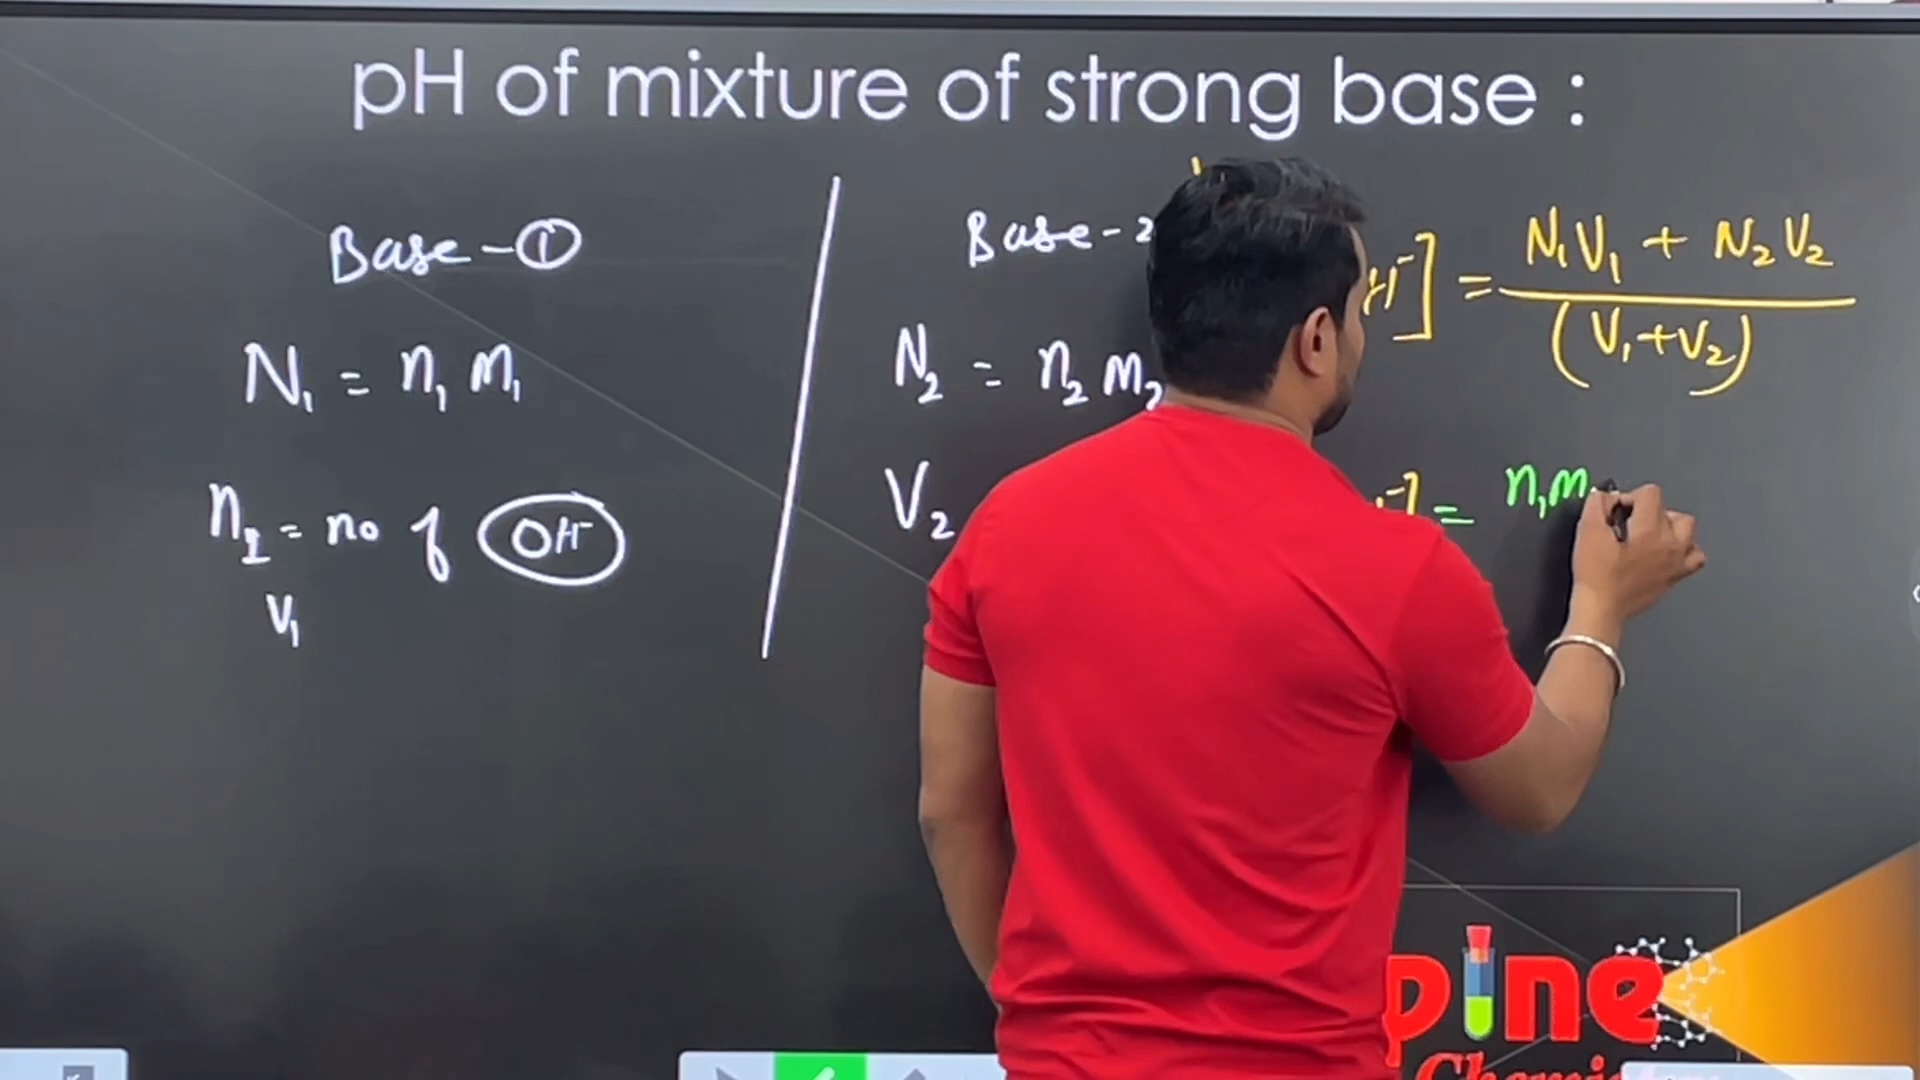 pH of mixture of strong base :
Base - ①
N₁ = n₁ m₁
n₁ = no of OH⁻
V₁
Base - 2
N₂ = n₂ m₂
V₂
H⁻] = N₁V₁ + N₂V₂
(V₁+V₂)
⁻] = n₁m
pine